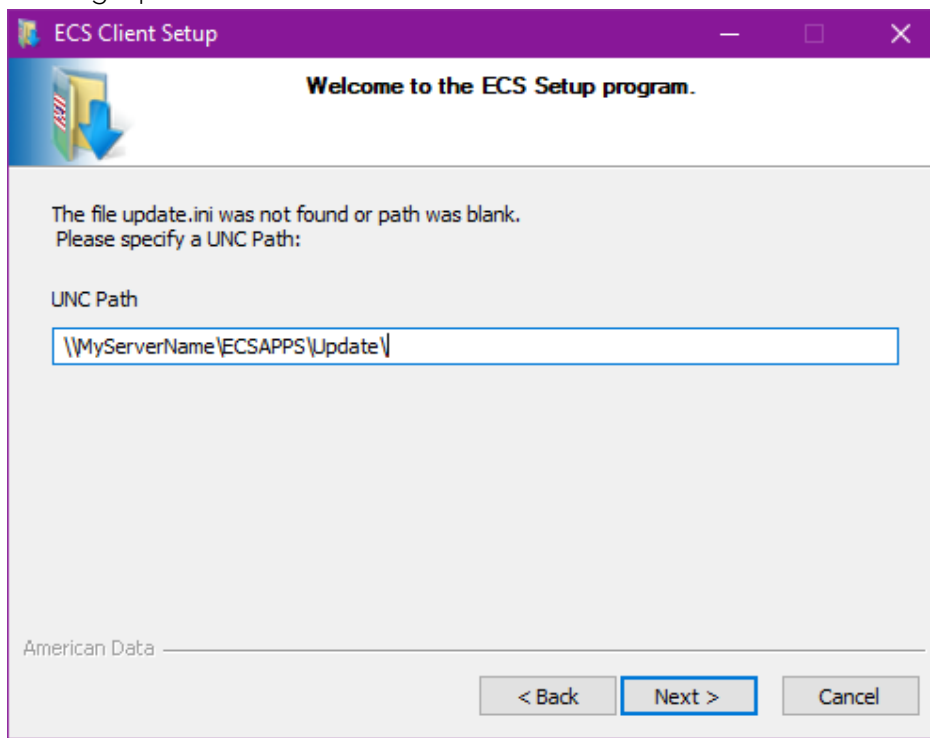 ECS Client Setup
Welcome to the ECS Setup program.
The file update.ini was not found or path was blank.
Please specify a UNC Path:
UNC Path
\\MyServerName\ECSAPPS\Update\
American Data
< Back
Next >
Cancel